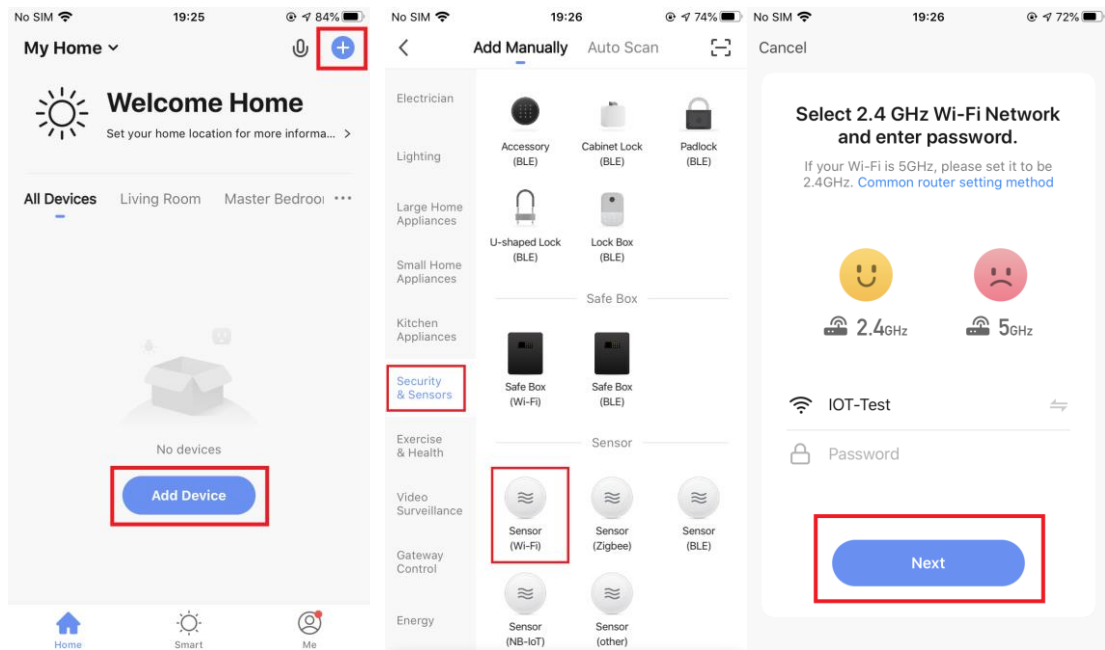 No SIM 19:25 84%
My Home
Welcome Home
Set your home location for more informa... >
All Devices Living Room Master Bedroo ···
No devices
Add Device
Home Smart Me
No SIM 19:26 74%
Add Manually Auto Scan
Electrician
Lighting
Large Home
Appliances
Small Home
Appliances
Kitchen
Appliances
Security
& Sensors
Exercise
& Health
Video
Surveillance
Gateway
Control
Energy
Accessory
(BLE)
Cabinet Lock
(BLE)
Padlock
(BLE)
U-shaped Lock
(BLE)
Lock Box
(BLE)
Safe Box
Safe Box
(Wi-Fi)
Safe Box
(BLE)
Sensor
Sensor
(Wi-Fi)
Sensor
(Zigbee)
Sensor
(BLE)
Sensor
(NB-IoT)
Sensor
(other)
No SIM 19:26 72%
Cancel
Select 2.4 GHz Wi-Fi Network
and enter password.
If your Wi-Fi is 5GHz, please set it to be
2.4GHz. Common router setting method
2.4GHz 5GHz
IOT-Test
Password
Next